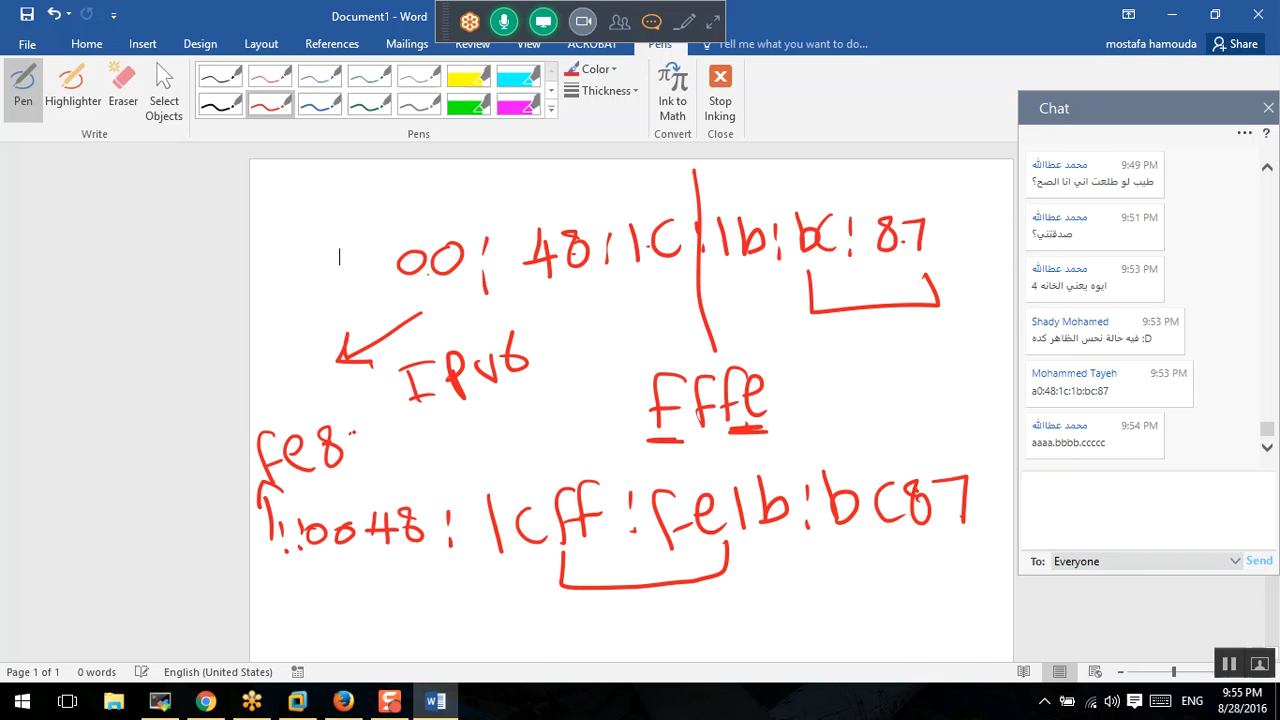 Document1 - Word
mostafa hamouda
Share
File
Home
Insert
Design
Layout
References
Mailings
Review
View
ACROBAT
Pens
Tell me what you want to do...
Pen
Highlighter
Eraser
Select Objects
Color
Thickness
Ink to Math
Stop Inking
Write
Pens
Convert
Close
00: 48:1C:1b:bC:87
IPv6
fffe
fe8
::0048:1cff:fe1b:bC87
Chat
محمد عطاالله 9:49 PM
طيب لو طلعت اني انا الصح؟
محمد عطاالله 9:51 PM
صدقتني؟
محمد عطاالله 9:53 PM
ايوه يعني الخانه 4
Shady Mohamed 9:53 PM
فيه حالة نحس الظاهر كده :D
Mohammed Tayeh 9:53 PM
a0:48:1c:1b:bc:87
محمد عطاالله 9:54 PM
aaaa.bbbb.ccccc
To: Everyone Send
Page 1 of 1 0 words English (United States)
ENG
9:55 PM
8/28/2016